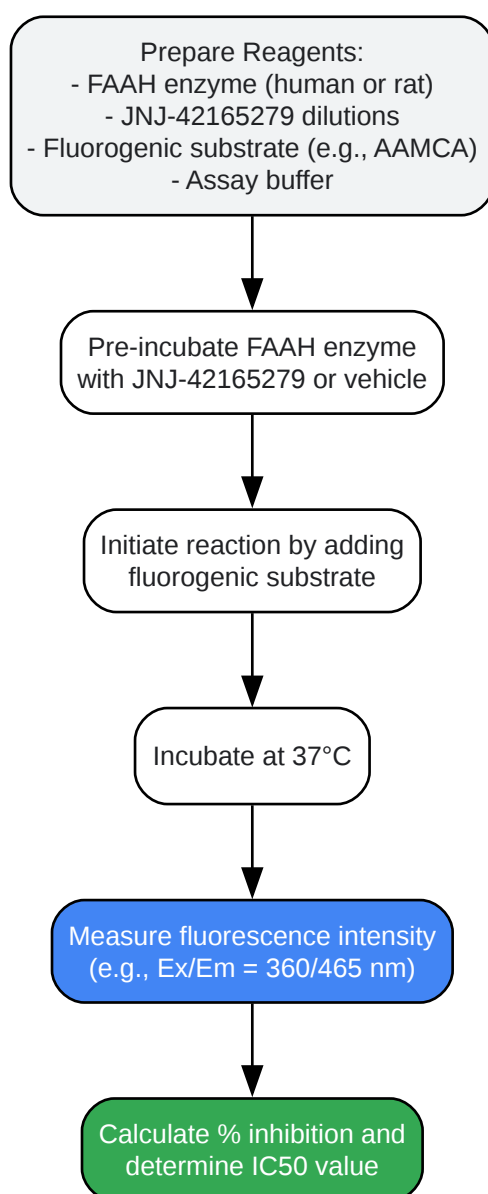 Prepare Reagents:
- FAAH enzyme (human or rat)
- JNJ-42165279 dilutions
- Fluorogenic substrate (e.g., AAMCA)
- Assay buffer
Pre-incubate FAAH enzyme
with JNJ-42165279 or vehicle
Initiate reaction by adding
fluorogenic substrate
Incubate at 37°C
Measure fluorescence intensity
(e.g., Ex/Em = 360/465 nm)
Calculate % inhibition and
determine IC50 value